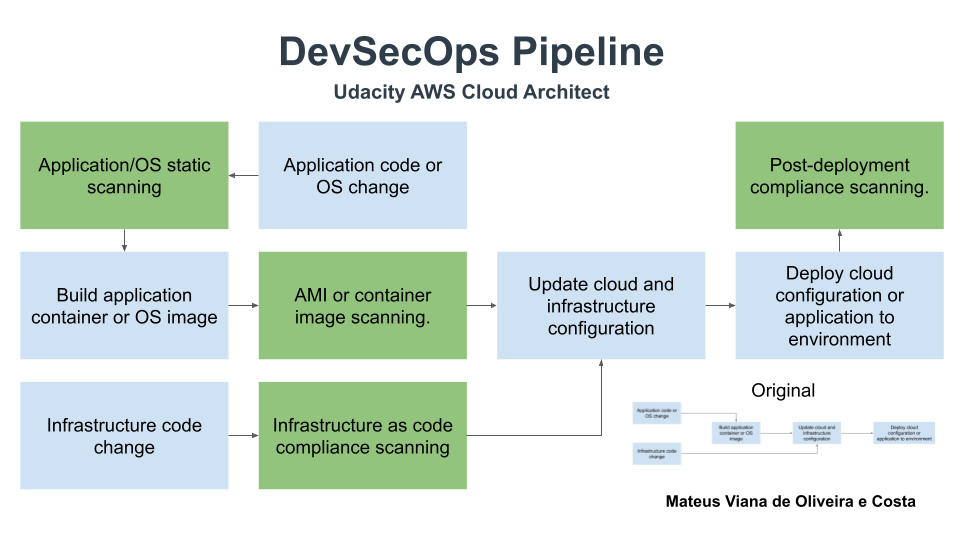 DevSecOps Pipeline
Udacity AWS Cloud Architect
Application/OS static
scanning
Application code or
OS change
Post-deployment
compliance scanning.
Build application
container or OS image
AMI or container
image scanning.
Update cloud and
infrastructure
configuration
Deploy cloud
configuration or
application to
environment
Infrastructure code
change
Infrastructure as code
compliance scanning
Original
Application code or
OS change
Build application
container or OS
image
Update cloud and
infrastructure
configuration
Deploy cloud
configuration or
application to environment
Infrastructure code
change
Mateus Viana de Oliveira e Costa